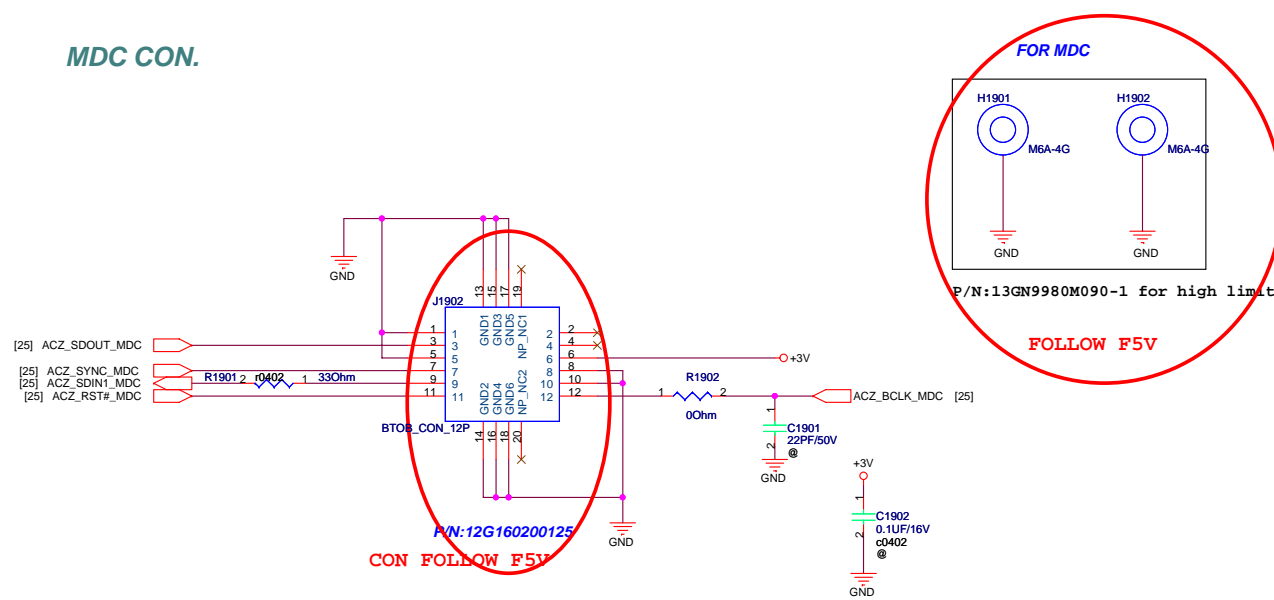 MDC CON.
FOR MDC
H1901
H1902
M6A-4G
M6A-4G
GND
GND
P/N:13GN9980M090-1 for high limit
FOLLOW F5V
GND
J1902
13
15
17
19
GND1
GND3
GND5
NP_NC1
1
3
5
7
9
11
1
3
5
7
9
11
2
4
6
8
10
12
2
4
6
8
10
12
GND2
GND4
GND6
NP_NC2
14
16
18
20
BTOB_CON_12P
[25] ACZ_SDOUT_MDC
[25] ACZ_SYNC_MDC
[25] ACZ_SDIN1_MDC
[25] ACZ_RST#_MDC
R1901 2 r0402 1 33Ohm
+3V
R1902
1 2
0Ohm
ACZ_BCLK_MDC [25]
1
C1901
22PF/50V
2
@
GND
+3V
1
C1902
0.1UF/16V
c0402
2
@
GND
GND
P/N:12G160200125
CON FOLLOW F5V